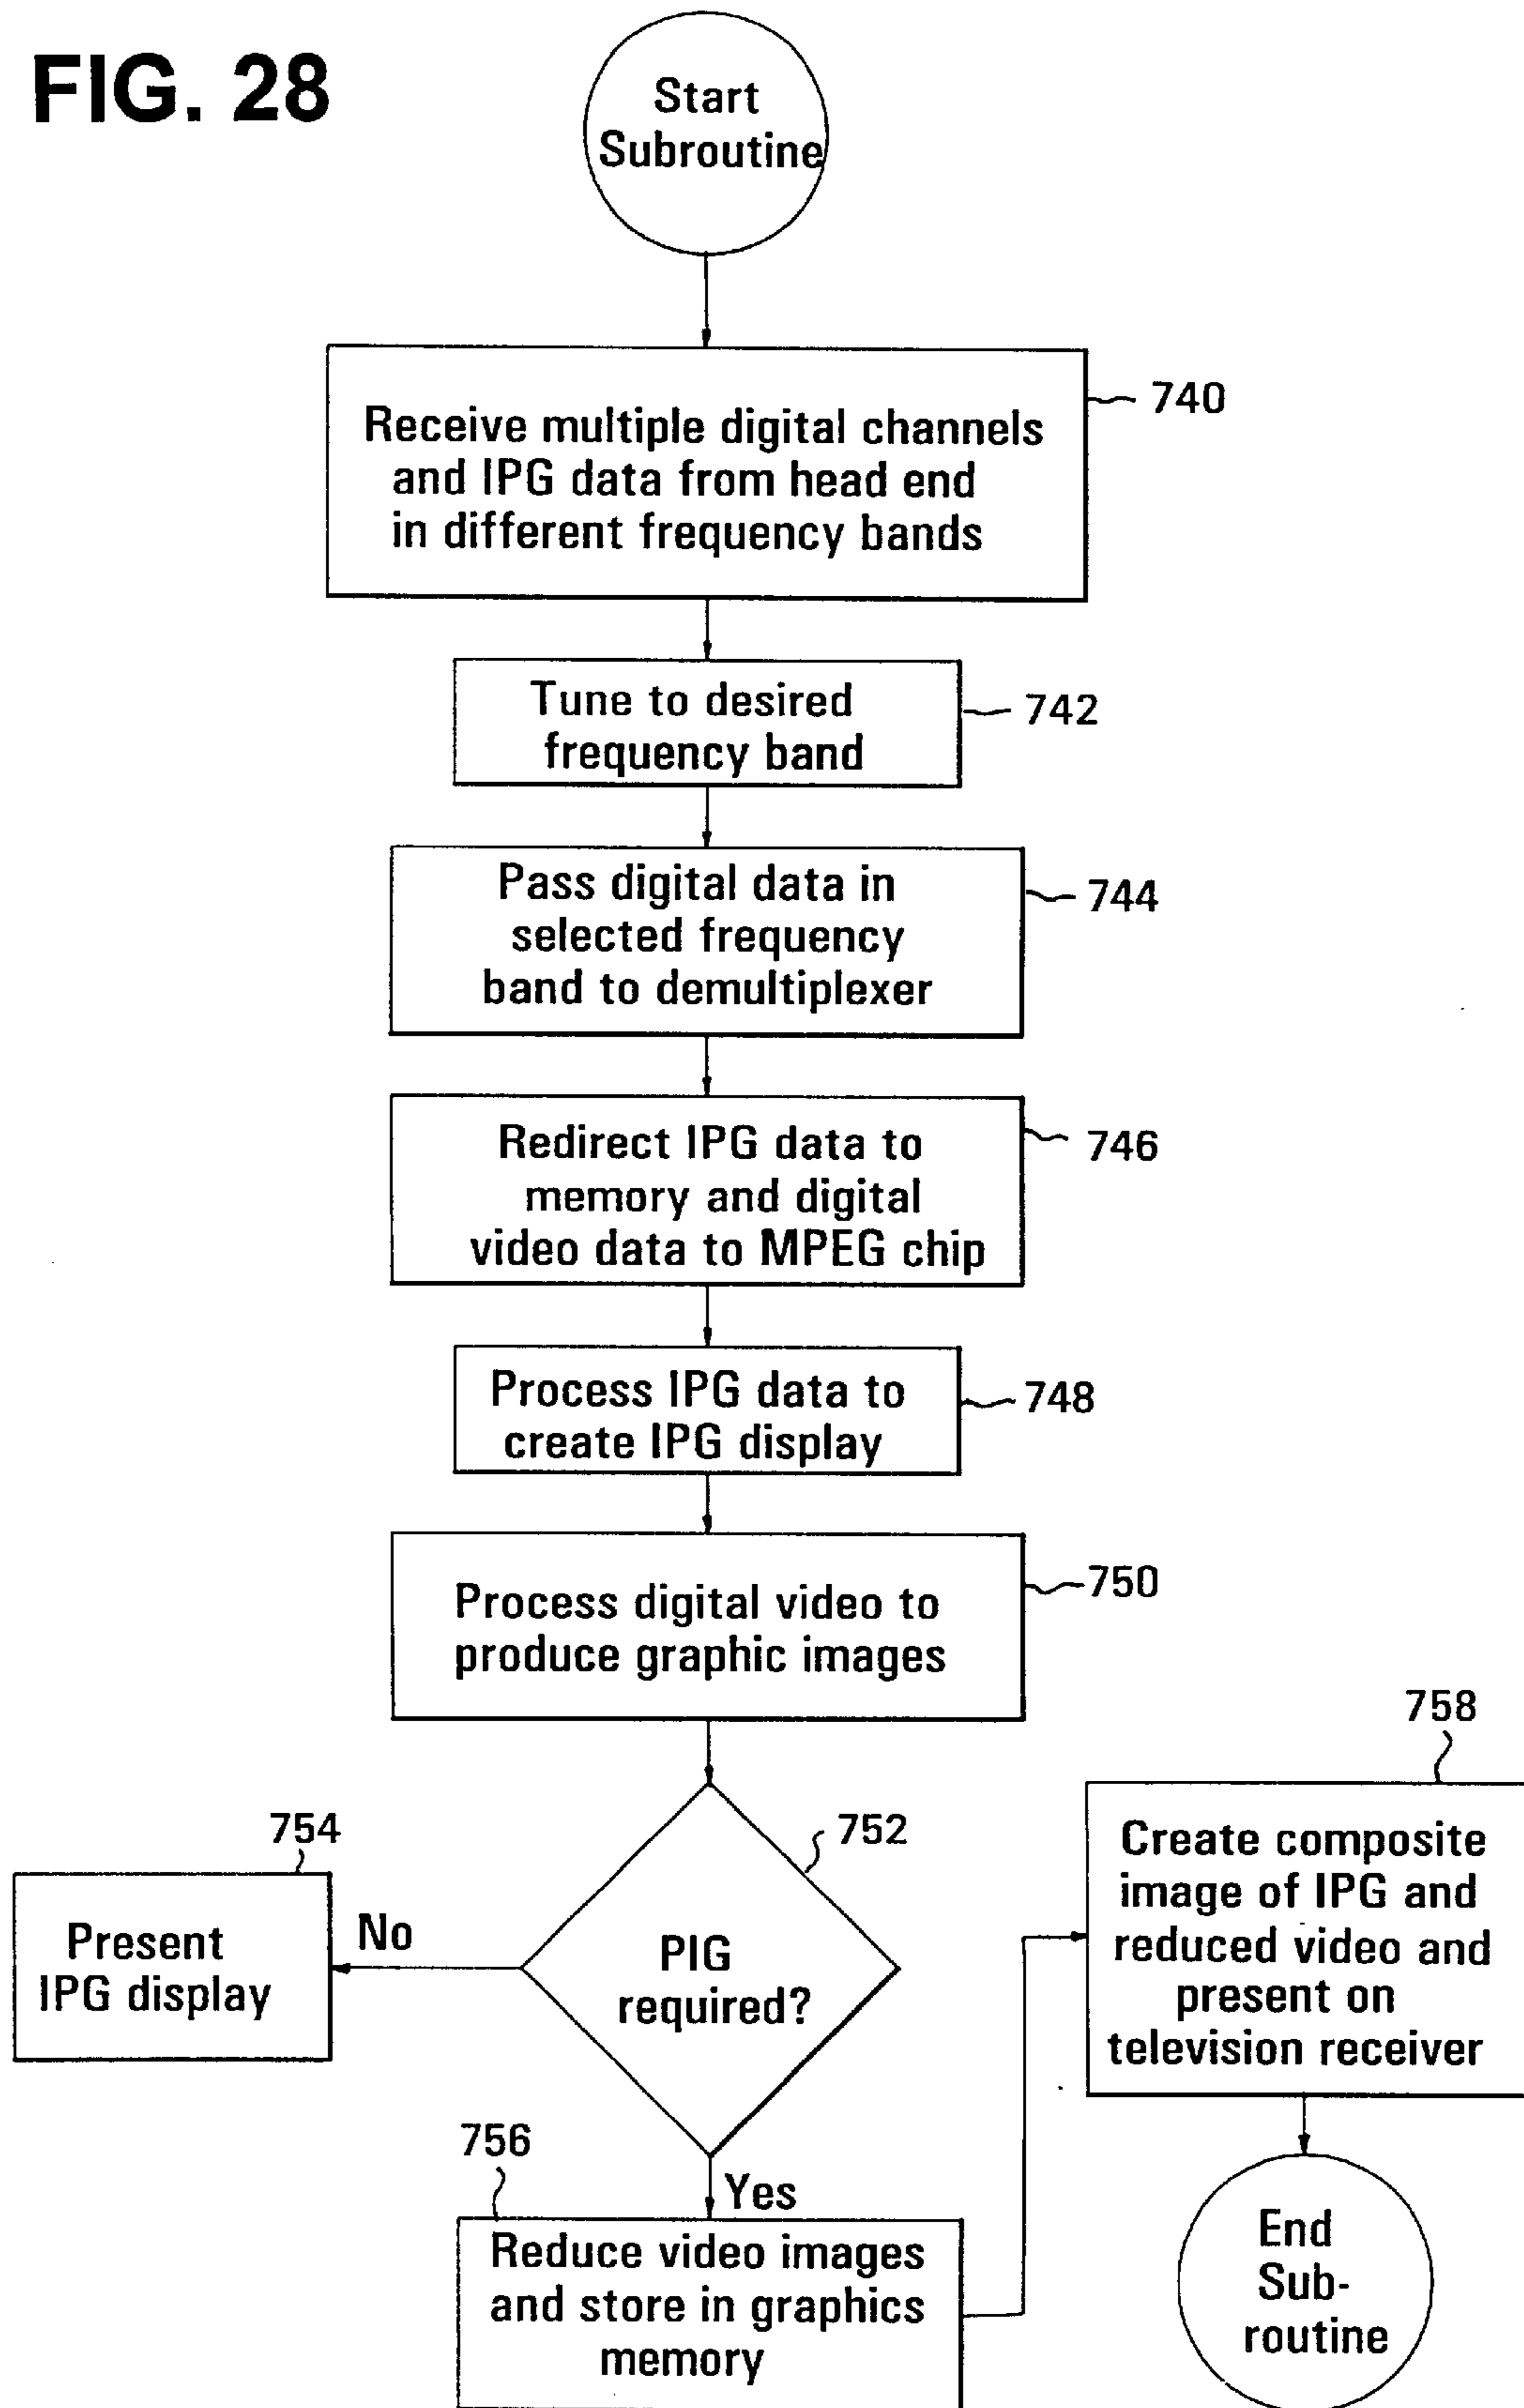 FIG. 28
Start
Subroutine
Receive multiple digital channels
and IPG data from head end
in different frequency bands
740
Tune to desired
frequency band
742
Pass digital data in
selected frequency
band to demultiplexer
744
Redirect IPG data to
memory and digital
video data to MPEG chip
746
Process IPG data to
create IPG display
748
Process digital video to
produce graphic images
750
PIG
required?
752
No
754
Present
IPG display
Yes
756
Reduce video images
and store in graphics
memory
758
Create composite
image of IPG and
reduced video and
present on
television receiver
End
Sub-
routine